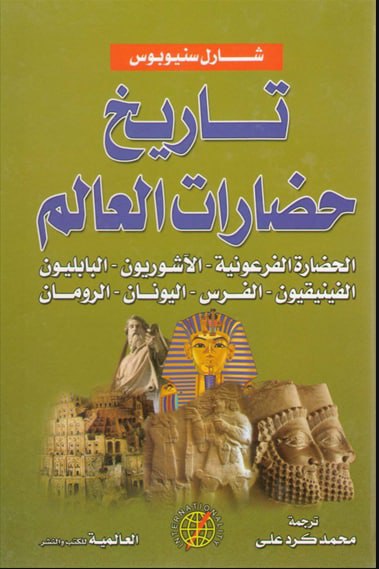 شارل سنيوبوس
تاريخ
حضارات العالم
الحضارة الفرعونية - الآشوريون - البابليون
الفينيقيون - الفرس - اليونان - الرومان
ترجمة
محمد كرد على
INTERNATIONALITY
العالمية للكتب والنشر